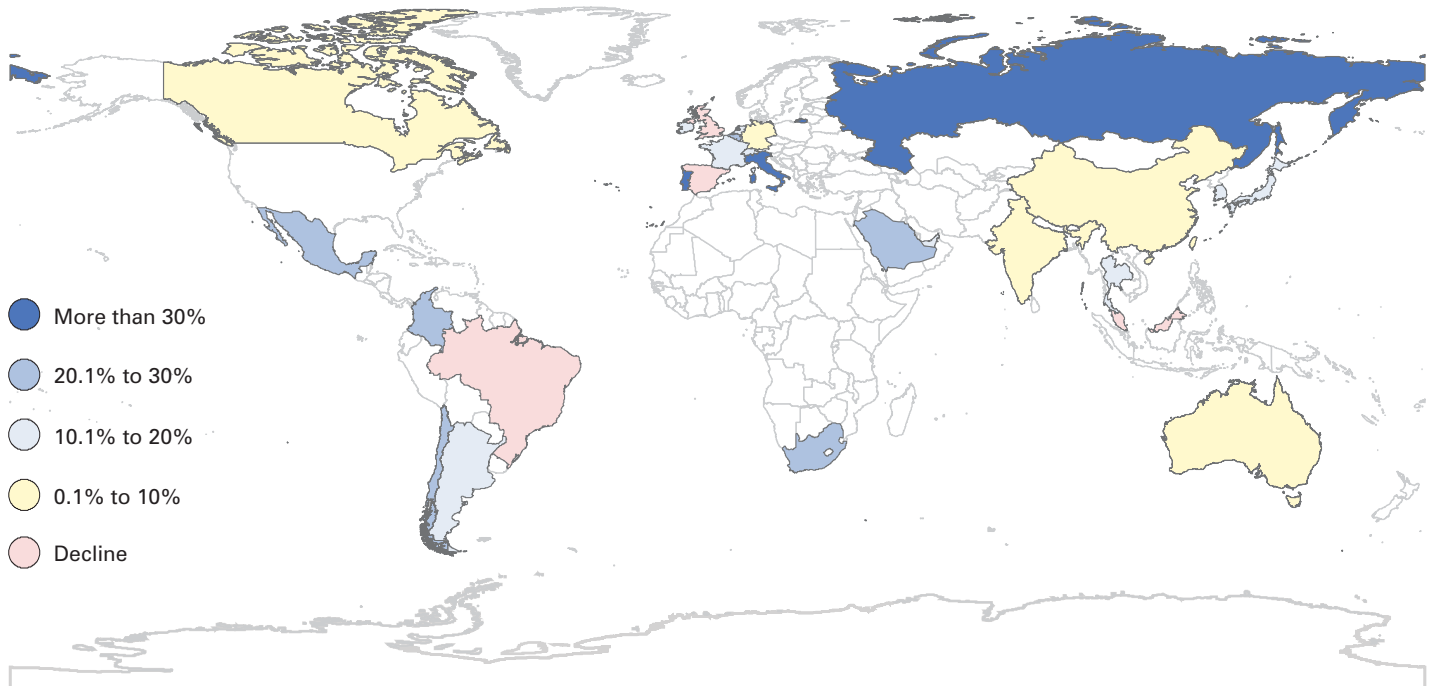 More than 30%
20.1% to 30%
10.1% to 20%
0.1% to 10%
Decline